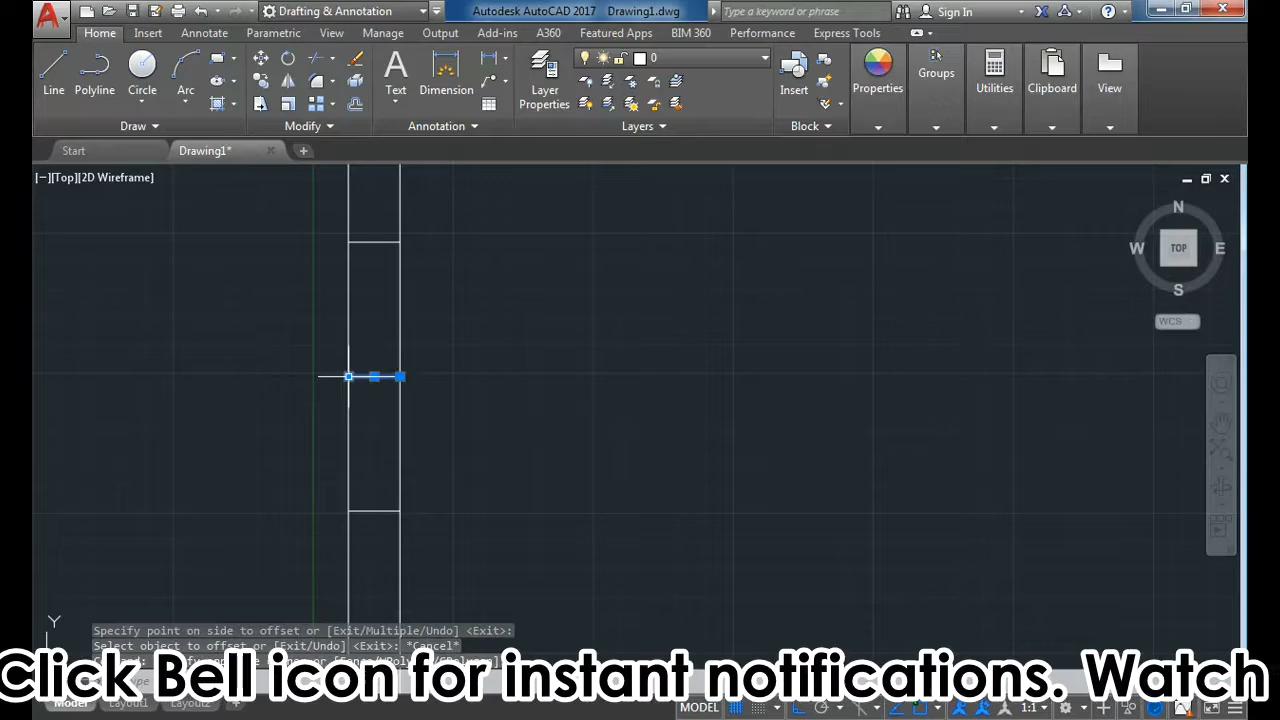 Drafting & Annotation
Autodesk AutoCAD 2017 Drawing1.dwg
Type a keyword or phrase
Sign In
Home Insert Annotate Parametric View Manage Output Add-ins A360 Featured Apps BIM 360 Performance Express Tools
0
Line Polyline Circle Arc Text Dimension Layer Properties Insert Properties Groups Utilities Clipboard View
Draw Modify Annotation Layers Block
Start Drawing1*
[−][Top][2D Wireframe]
N
W TOP E
S
WCS
Y
Specify point on side to offset or [Exit/Multiple/Undo] <Exit>:
Select object to offset or [Exit/Undo] <Exit>: *Cancel*
Click Bell icon for instant notifications. Watch
Model Layout1 Layout2
MODEL 1:1